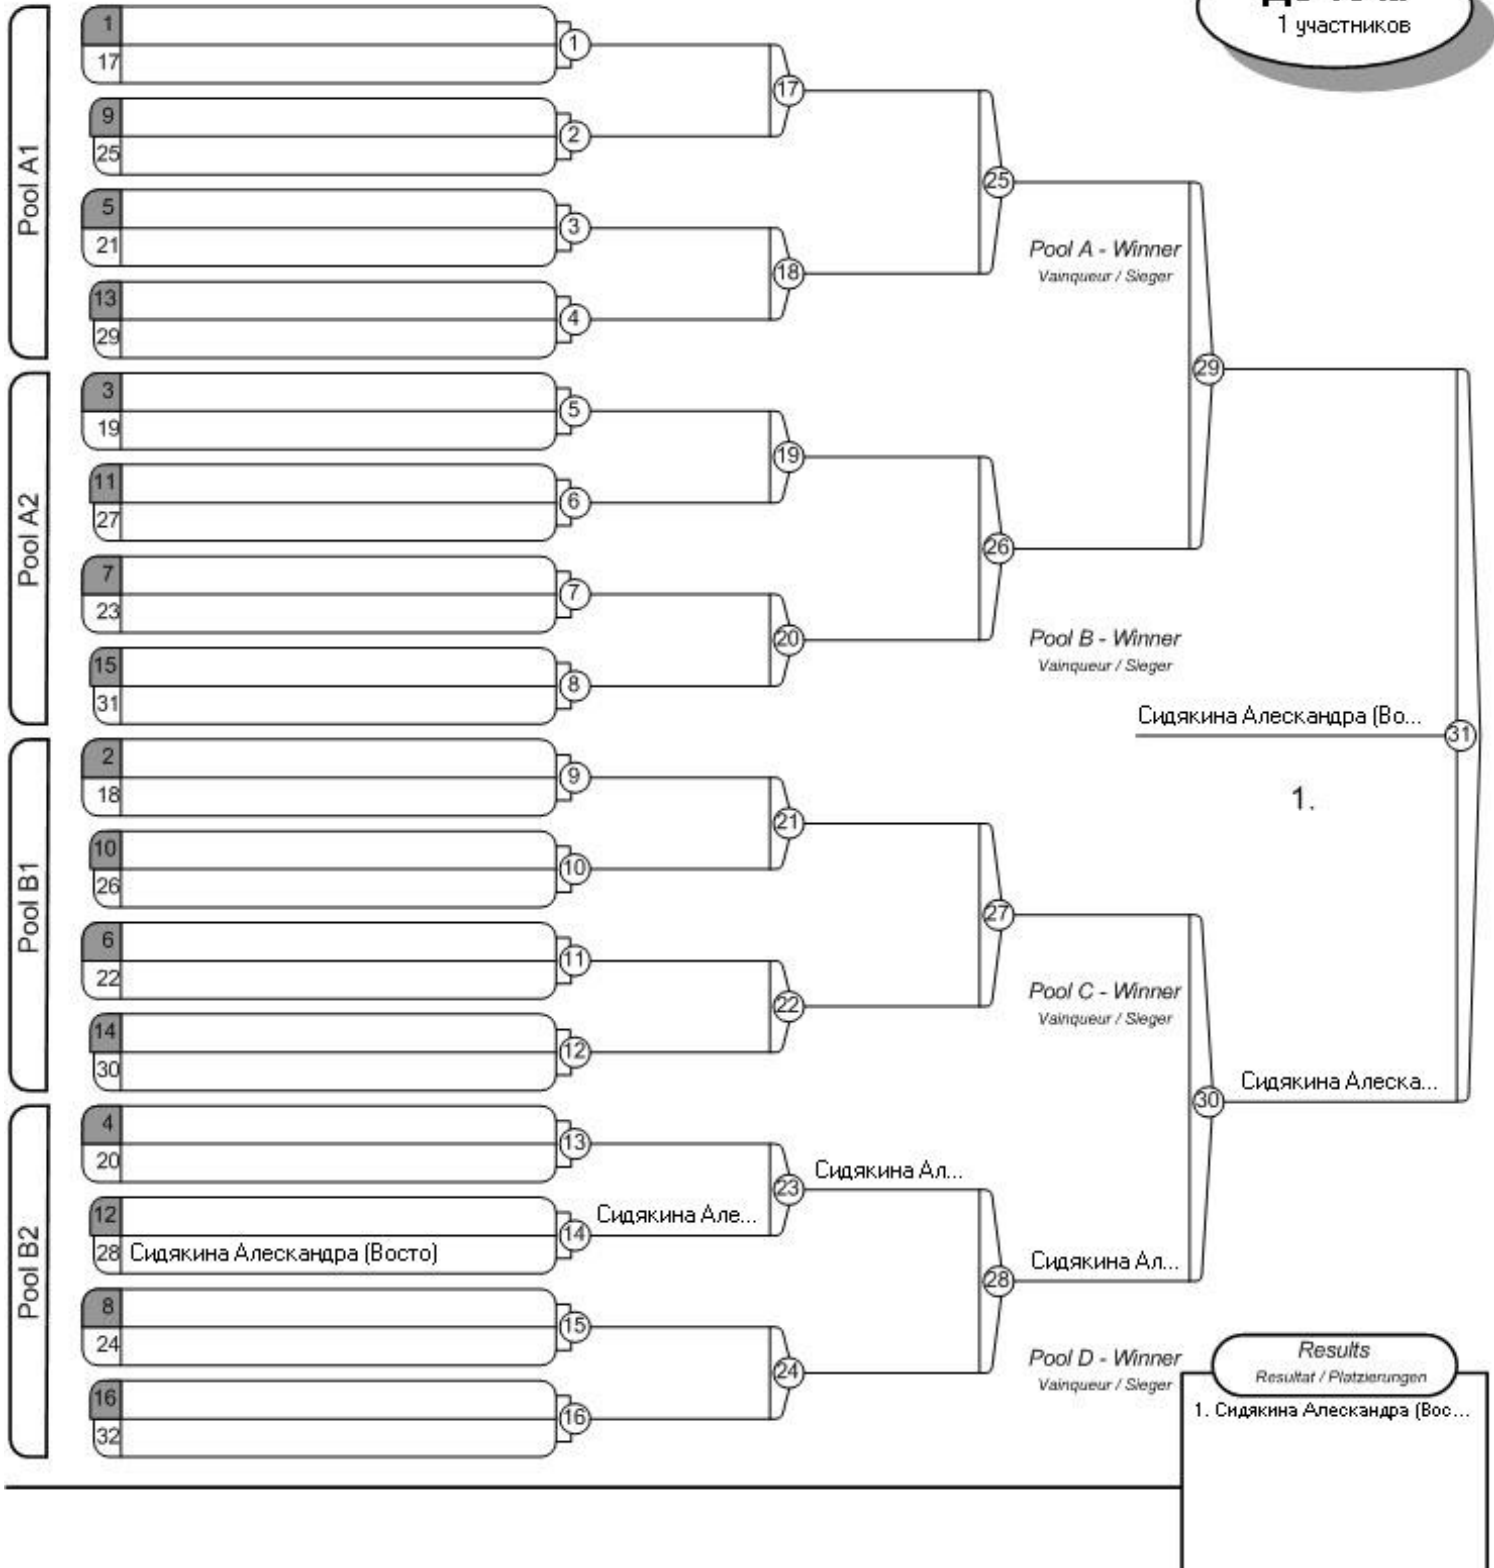 1 участников
Pool A1
1
17
1
9
25
2
17
5
21
3
13
29
4
18
25
Pool A - Winner
Vainqueur / Sieger
Pool A2
3
19
5
11
27
6
19
7
23
7
15
31
8
20
26
29
Pool B - Winner
Vainqueur / Sieger
Сидякина Алескандра (Во...
31
1.
Pool B1
2
18
9
10
26
10
21
6
22
11
14
30
12
22
27
Pool C - Winner
Vainqueur / Sieger
30
Сидякина Алеска...
Pool B2
4
20
13
12
28 Сидякина Алескандра (Восто)
14
Сидякина Але...
23
Сидякина Ал...
8
24
15
16
32
16
24
28
Сидякина Ал...
Pool D - Winner
Vainqueur / Sieger
Results
Resultat / Platzierungen
1. Сидякина Алескандра (Вос...